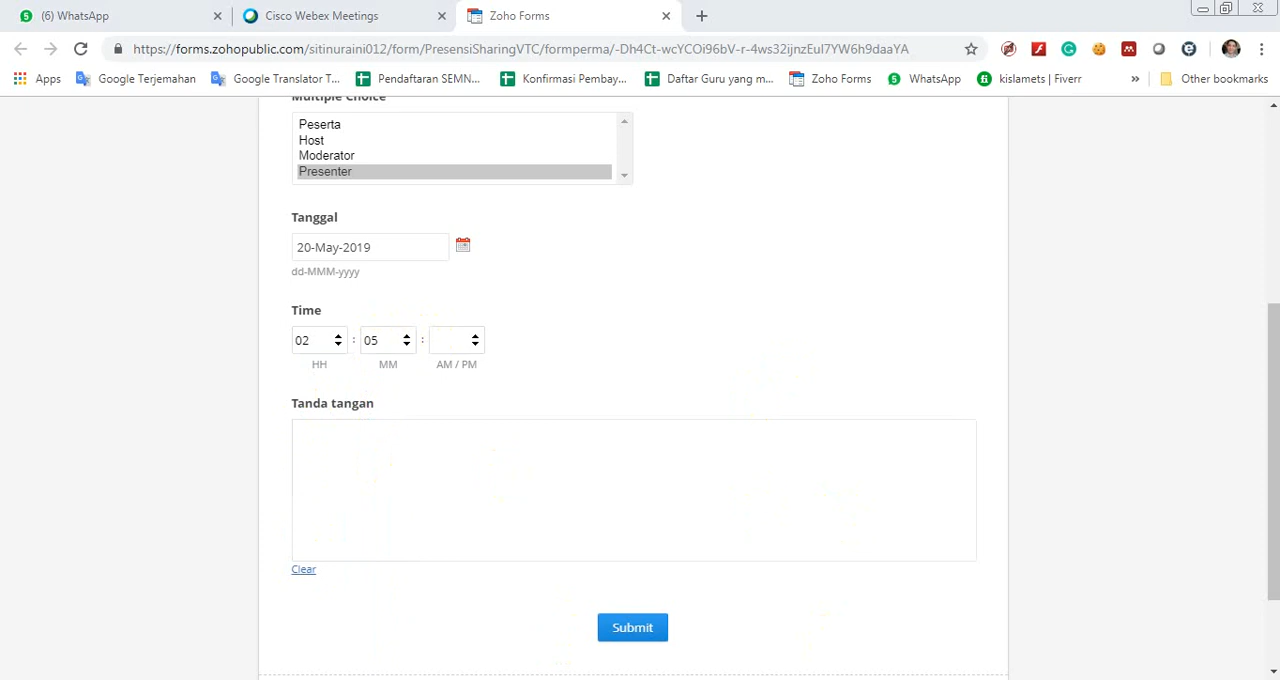 (6) WhatsApp
Cisco Webex Meetings
Zoho Forms
https://forms.zohopublic.com/sitinuraini012/form/PresensiSharingVTC/formperma/-Dh4Ct-wcYCOi96bV-r-4ws32ijnzEuI7YW6h9daaYA
Apps Google Terjemahan Google Translator T... Pendaftaran SEMN... Konfirmasi Pembay... Daftar Guru yang m... Zoho Forms WhatsApp kislamets | Fiverr » Other bookmarks
Multiple Choice
Peserta
Host
Moderator
Presenter
Tanggal
20-May-2019
dd-MMM-yyyy
Time
02 : 05 :
HH MM AM / PM
Tanda tangan
Clear
Submit